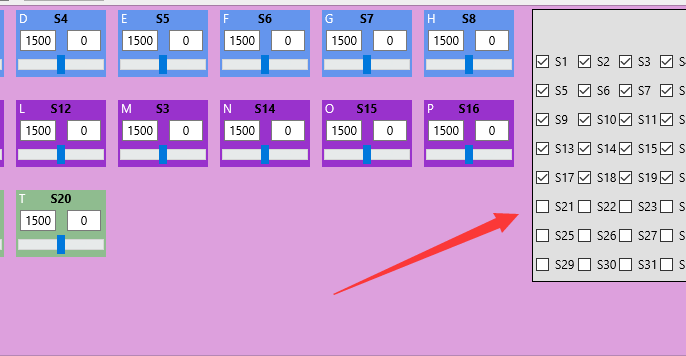 D S4 E S5 F S6 G S7 H S8
1500 0 1500 0 1500 0 1500 0 1500 0
L S12 M S3 N S14 O S15 P S16
1500 0 1500 0 1500 0 1500 0 1500 0
T S20
1500 0
S1 S2 S3
S5 S6 S7
S9 S10 S11
S13 S14 S15
S17 S18 S19
S21 S22 S23
S25 S26 S27
S29 S30 S31